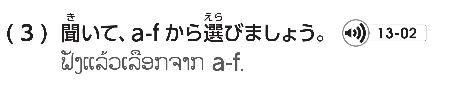 (3) 聞いて、a-f から選びましょう。 13-02
ຟັງແລ້ວເລືອກຈາກ a-f.